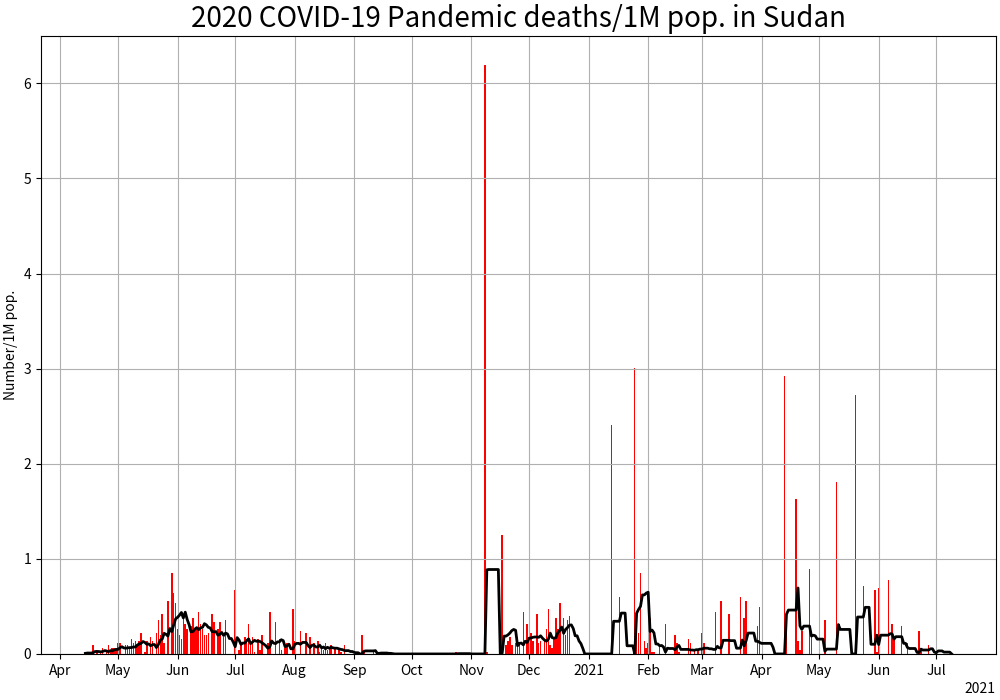 2020 COVID-19 Pandemic deaths/1M pop. in Sudan
Number/1M pop.
6
5
4
3
2
1
0
Apr May Jun Jul Aug Sep Oct Nov Dec 2021 Feb Mar Apr May Jun Jul
2021